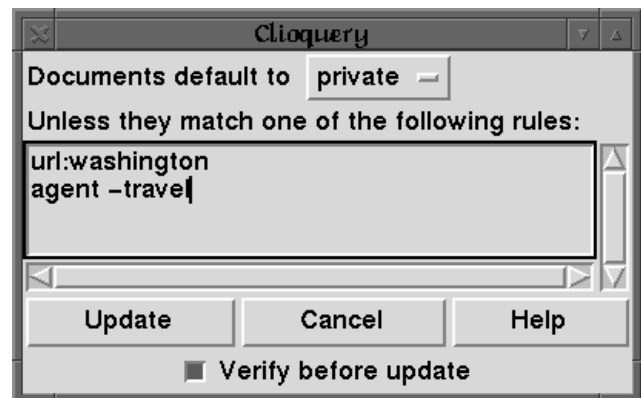 Clioquery
Documents default to private
Unless they match one of the following rules:
url:washington
agent –travel
Update Cancel Help
Verify before update